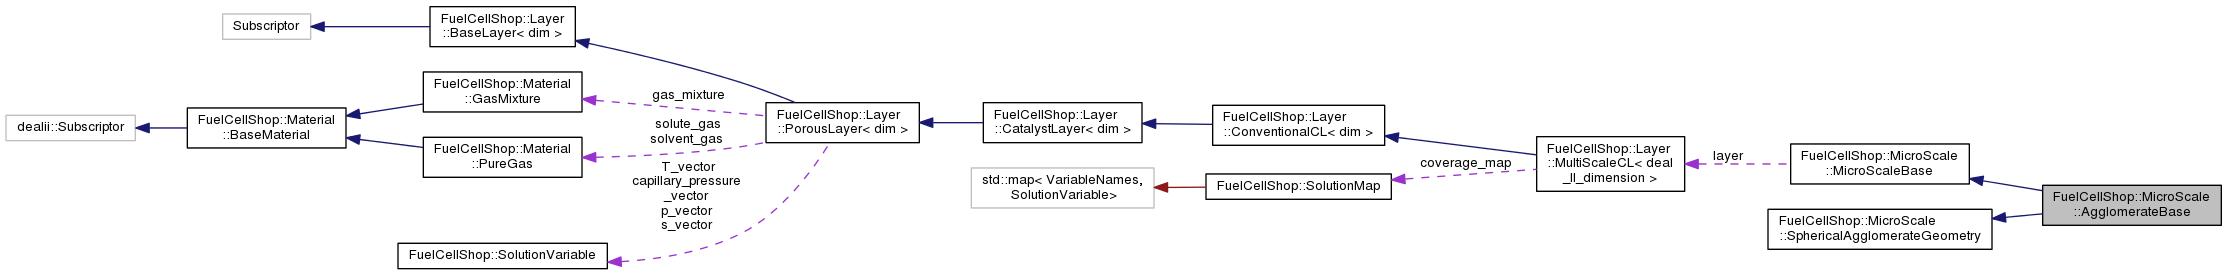 Subscriptor
FuelCellShop::Layer
::BaseLayer< dim >
dealii::Subscriptor
FuelCellShop::Material
::BaseMaterial
FuelCellShop::Material
::GasMixture
FuelCellShop::Material
::PureGas
FuelCellShop::SolutionVariable
gas_mixture
solute_gas
solvent_gas
T_vector
capillary_pressure
_vector
p_vector
s_vector
FuelCellShop::Layer
::PorousLayer< dim >
FuelCellShop::Layer
::CatalystLayer< dim >
std::map< VariableNames,
SolutionVariable>
FuelCellShop::Layer
::ConventionalCL< dim >
FuelCellShop::SolutionMap
coverage_map
FuelCellShop::Layer
::MultiScaleCL< deal
_II_dimension >
layer
FuelCellShop::MicroScale
::MicroScaleBase
FuelCellShop::MicroScale
::SphericalAgglomerateGeometry
FuelCellShop::MicroScale
::AgglomerateBase